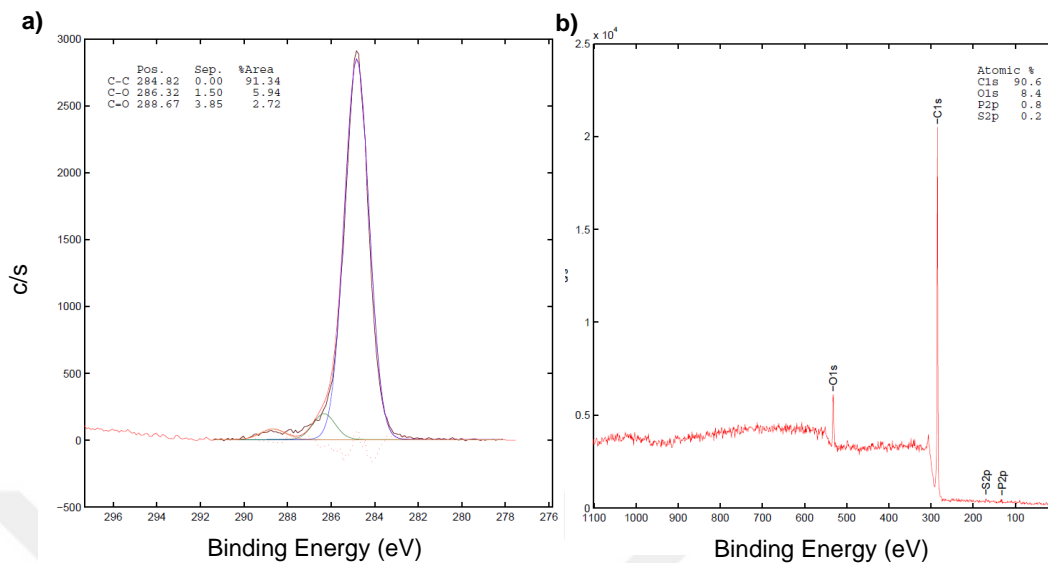 a)
3000
2500
2000
1500
1000
500
0
−500
Pos. Sep. %Area
C-C 284.82 0.00 91.34
C-O 286.32 1.50 5.94
C=O 288.67 3.85 2.72
c/s
296 294 292 290 288 286 284 282 280 278 276
Binding Energy (eV)
b)
x 10⁴
2.5
2
1.5
1
0.5
0
Atomic %
C1s 90.6
O1s 8.4
P2p 0.8
S2p 0.2
−C1s
−O1s
−S2p
−P2p
1100 1000 900 800 700 600 500 400 300 200 100 0
Binding Energy (eV)